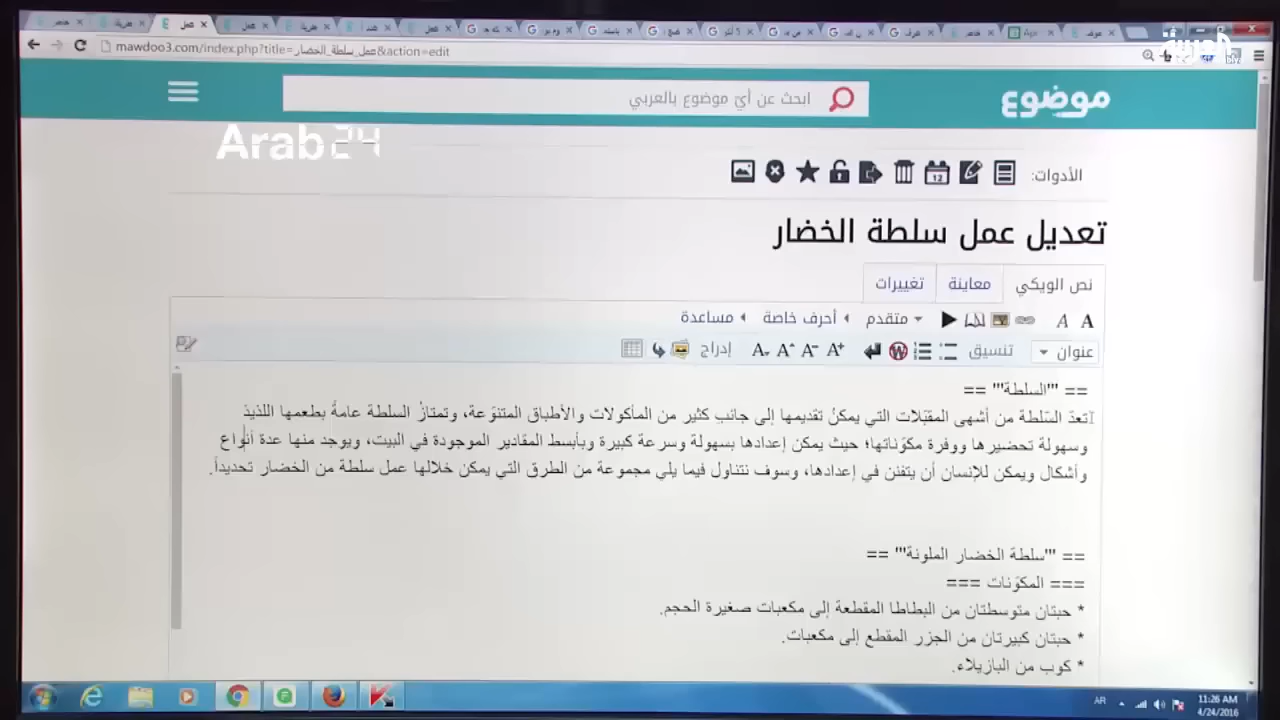 mawdoo3.com/index.php?title=عمل_سلطة_الخضار&action=edit
العربية
موضوع
ابحث عن أيّ موضوع بالعربي
Arab24
الأدوات:
12
تعديل عمل سلطة الخضار
نص الويكي معاينة تغييرات
A A متقدم أحرف خاصة مساعدة
عنوان تنسيق W A+ A- A A إدراج
== '''السلطة''' ==
تعدّ السّلطة من أشهى المقبّلات التي يمكنُ تقديمها إلى جانب كثير من المأكولات والأطباق المتنوّعة، وتمتازُ السلطة عامةً بطعمها اللذيذ
وسهولة تحضيرها ووفرة مكوّناتها؛ حيث يمكن إعدادها بسهولة وسرعة كبيرة وبأبسط المقادير الموجودة في البيت، ويوجد منها عدة أنواع
وأشكال ويمكن للإنسان أن يتفنن في إعدادها، وسوف نتناول فيما يلي مجموعة من الطرق التي يمكن خلالها عمل سلطة من الخضار تحديداً.
== '''سلطة الخضار الملونة''' ==
=== المكوّنات ===
* حبتان متوسطتان من البطاطا المقطعة إلى مكعبات صغيرة الحجم.
* حبتان كبيرتان من الجزر المقطع إلى مكعبات.
* كوب من البازيلاء.
AR
11:26 AM
4/24/2016